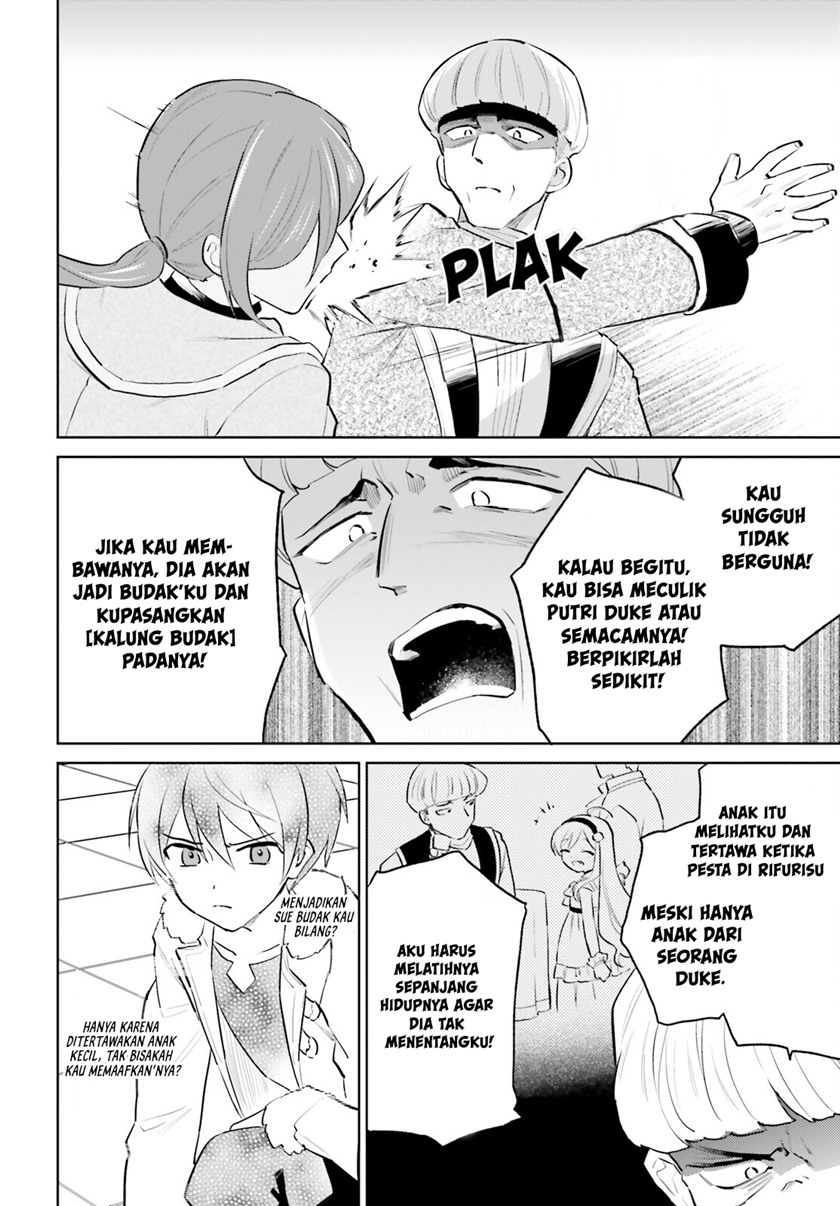 PLAK
KAU
SUNGGUH
TIDAK
BERGUNA!
KALAU BEGITU,
KAU BISA MECULIK
PUTRI DUKE ATAU
SEMACAMNYA!
BERPIKIRLAH
SEDIKIT!
JIKA KAU MEM-
BAWANYA, DIA AKAN
JADI BUDAK'KU DAN
KUPASANGKAN
[KALUNG BUDAK]
PADANYA!
ANAK ITU
MELIHATKU DAN
TERTAWA KETIKA
PESTA DI RIFURISU
MESKI HANYA
ANAK DARI
SEORANG
DUKE.
AKU HARUS
MELATIHNYA
SEPANJANG
HIDUPNYA AGAR
DIA TAK
MENENTANGKU!
MENJADIKAN
SUE BUDAK KAU
BILANG?
HANYA KARENA
DITERTAWAKAN ANAK
KECIL, TAK BISAKAH
KAU MEMAAFKAN'NYA?